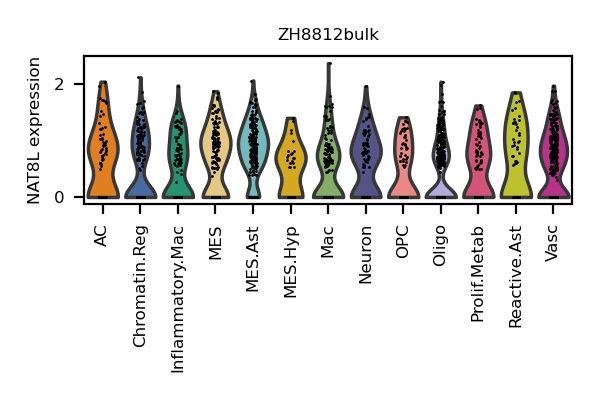 ZH8812bulk
NAT8L expression
2
0
AC
Chromatin.Reg
Inflammatory.Mac
MES
MES.Ast
MES.Hyp
Mac
Neuron
OPC
Oligo
Prolif.Metab
Reactive.Ast
Vasc